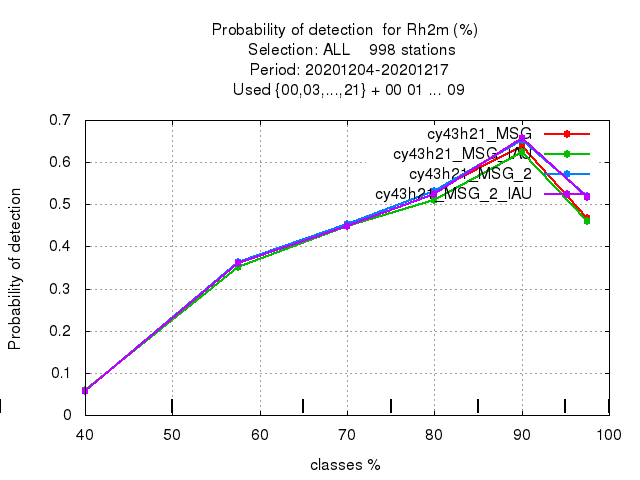 Probability of detection for Rh2m (%)
Selection: ALL 998 stations
Period: 20201204-20201217
Used {00,03,...,21} + 00 01 ... 09
0.7
0.6
0.5
0.4
0.3
0.2
0.1
0
Probability of detection
cy43h21_MSG
cy43h21_MSG_IAU
cy43h21_MSG_2
cy43h21_MSG_2_IAU
40 50 60 70 80 90 100
classes %